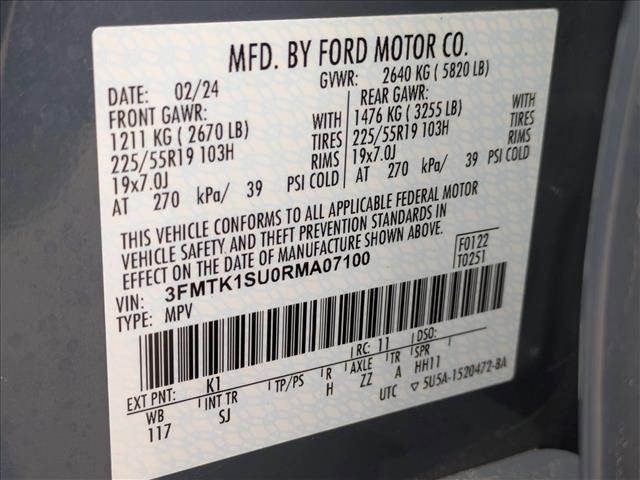 MFD. BY FORD MOTOR CO.
DATE: 02/24 GVWR: 2640 KG ( 5820 LB)
FRONT GAWR: REAR GAWR:
1211 KG ( 2670 LB) WITH 1476 KG ( 3255 LB) WITH
225/55R19 103H TIRES 225/55R19 103H TIRES
19x7.0J RIMS 19x7.0J RIMS
AT 270 kPa/ 39 PSI COLD AT 270 kPa/ 39 PSI COLD
THIS VEHICLE CONFORMS TO ALL APPLICABLE FEDERAL MOTOR
VEHICLE SAFETY AND THEFT PREVENTION STANDARDS IN
EFFECT ON THE DATE OF MANUFACTURE SHOWN ABOVE.
F0122
VIN: 3FMTK1SU0RMA07100 T0251
TYPE: MPV
EXT PNT: K1 RC: 11 DSO:
WB INT TR TP/PS R AXLE TR SPR
117 SJ H ZZ A HH11
UTC ▽ 5U5A-1520472-BA